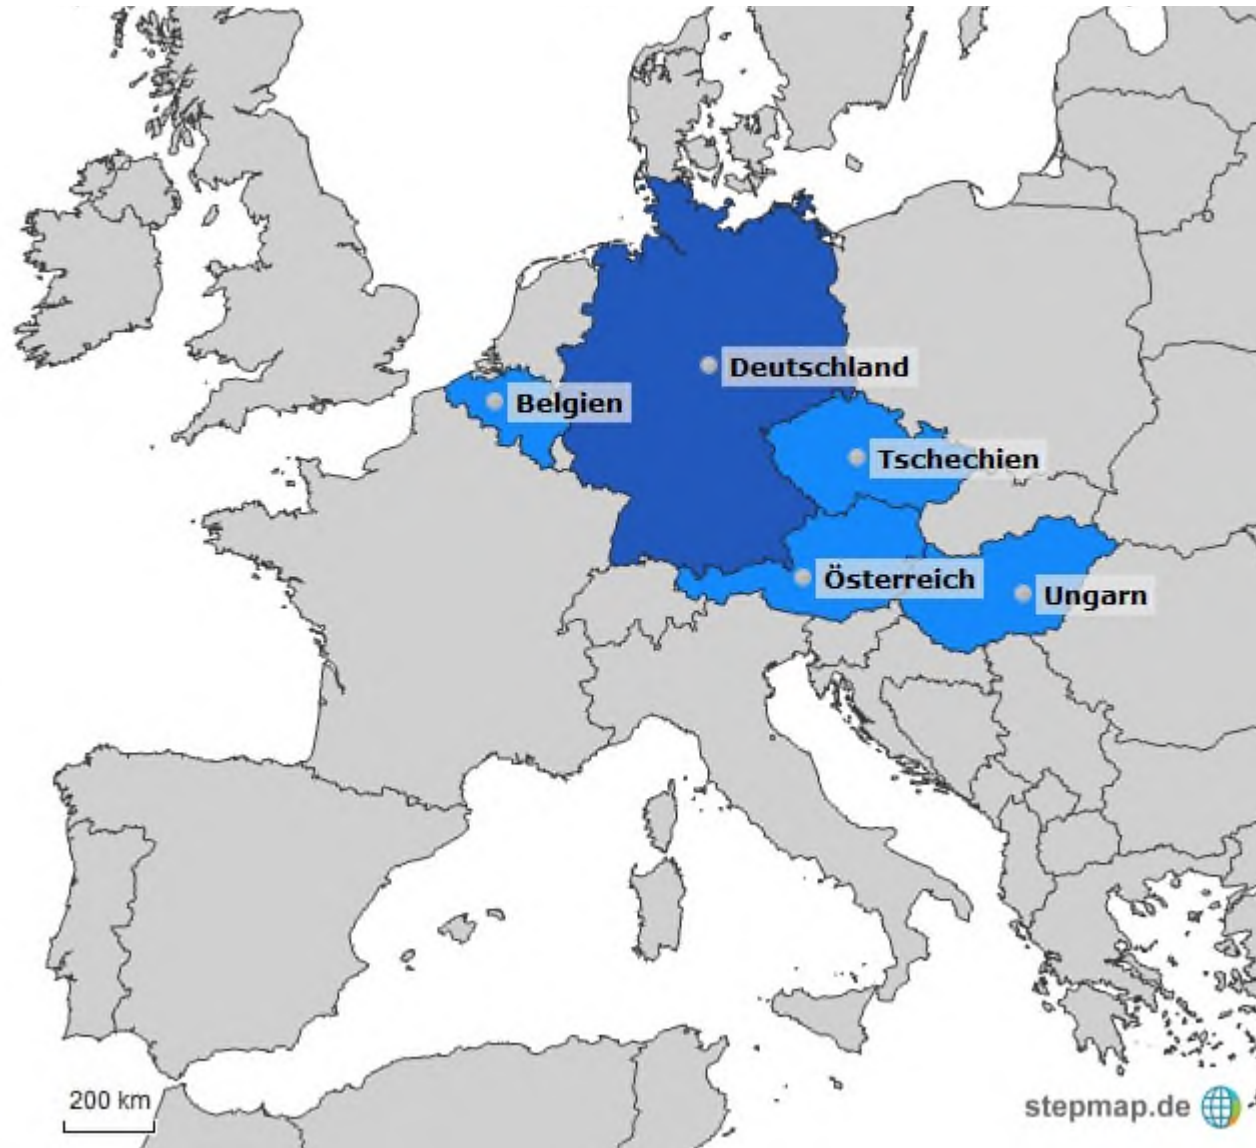 Deutschland
Belgien
Tschechien
Österreich
Ungarn
200 km
stepmap.de